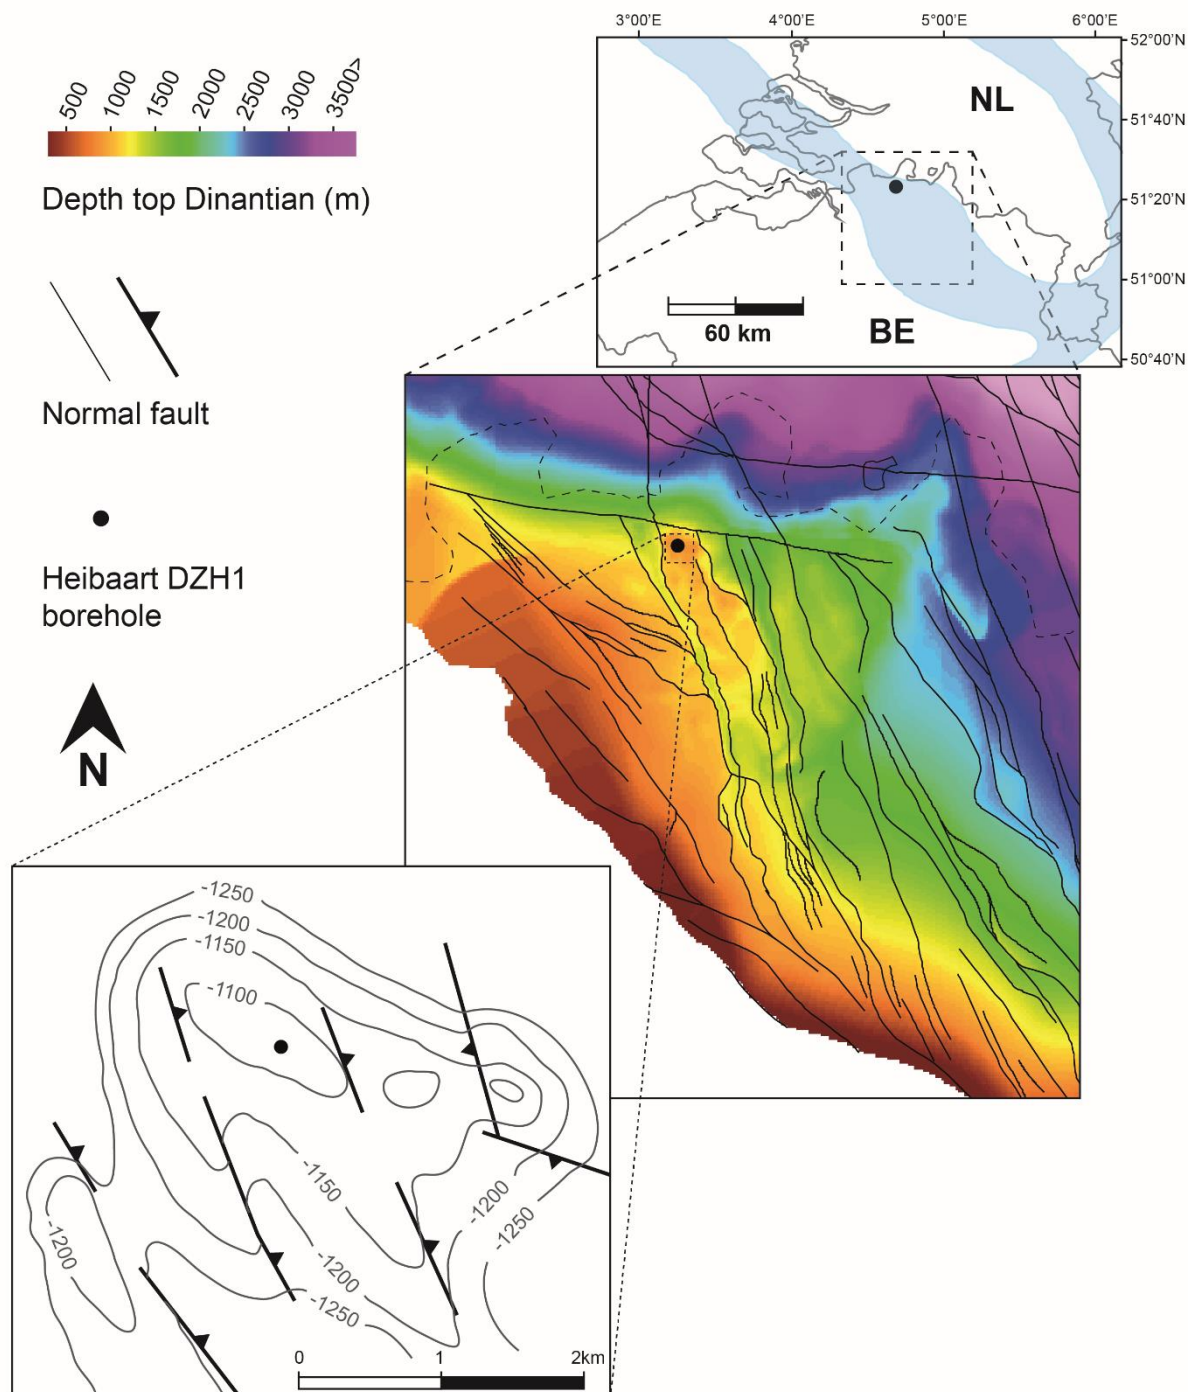 3°00'E
4°00'E
5°00'E
6°00'E
52°00'N
51°40'N
51°20'N
51°00'N
50°40'N
NL
BE
60 km
500
1000
1500
2000
2500
3000
3500>
Depth top Dinantian (m)
Normal fault
Heibaart DZH1
borehole
N
-1250
-1200
-1150
-1100
-1150
-1200
-1250
-1200
-1200
-1250
0
1
2km